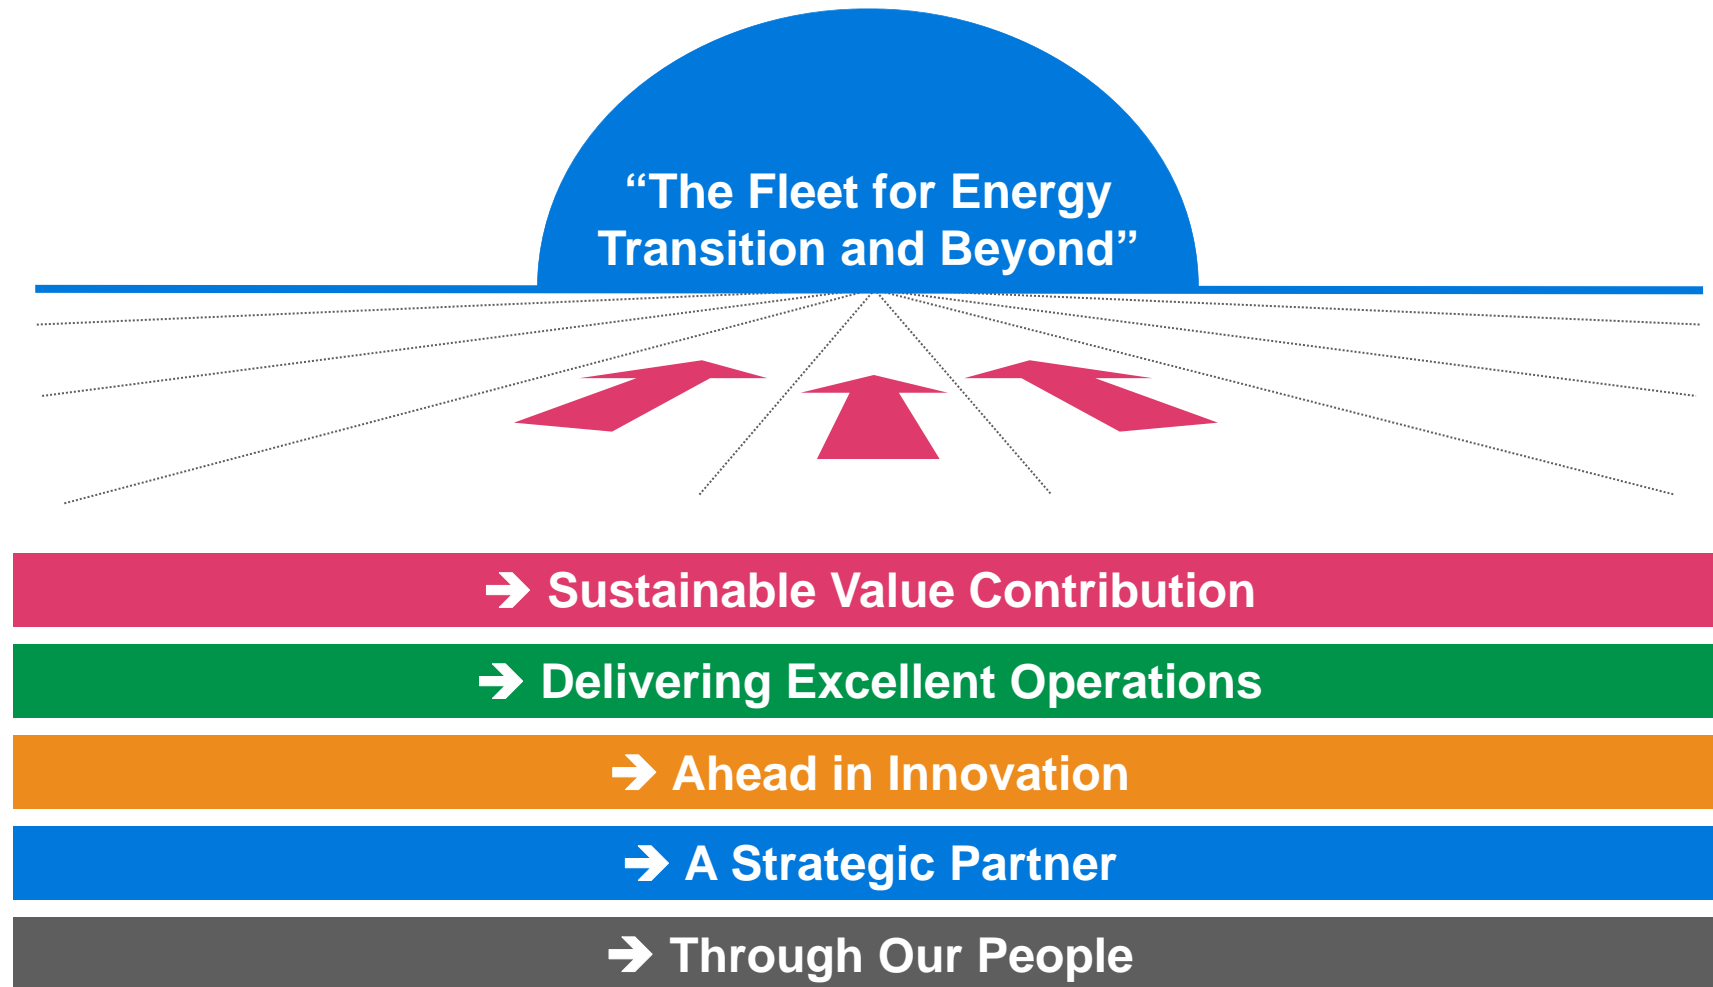 “The Fleet for Energy
Transition and Beyond”
➔ Sustainable Value Contribution
➔ Delivering Excellent Operations
➔ Ahead in Innovation
➔ A Strategic Partner
➔ Through Our People